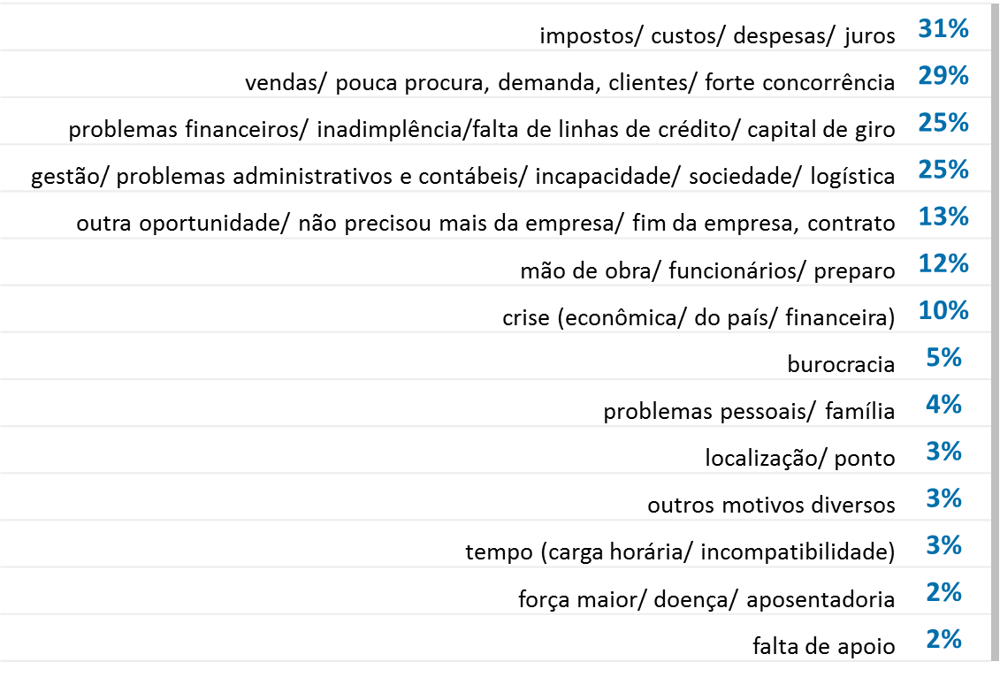 impostos/ custos/ despesas/ juros 31%
vendas/ pouca procura, demanda, clientes/ forte concorrência 29%
problemas financeiros/ inadimplência/falta de linhas de crédito/ capital de giro 25%
gestão/ problemas administrativos e contábeis/ incapacidade/ sociedade/ logística 25%
outra oportunidade/ não precisou mais da empresa/ fim da empresa, contrato 13%
mão de obra/ funcionários/ preparo 12%
crise (econômica/ do país/ financeira) 10%
burocracia 5%
problemas pessoais/ família 4%
localização/ ponto 3%
outros motivos diversos 3%
tempo (carga horária/ incompatibilidade) 3%
força maior/ doença/ aposentadoria 2%
falta de apoio 2%